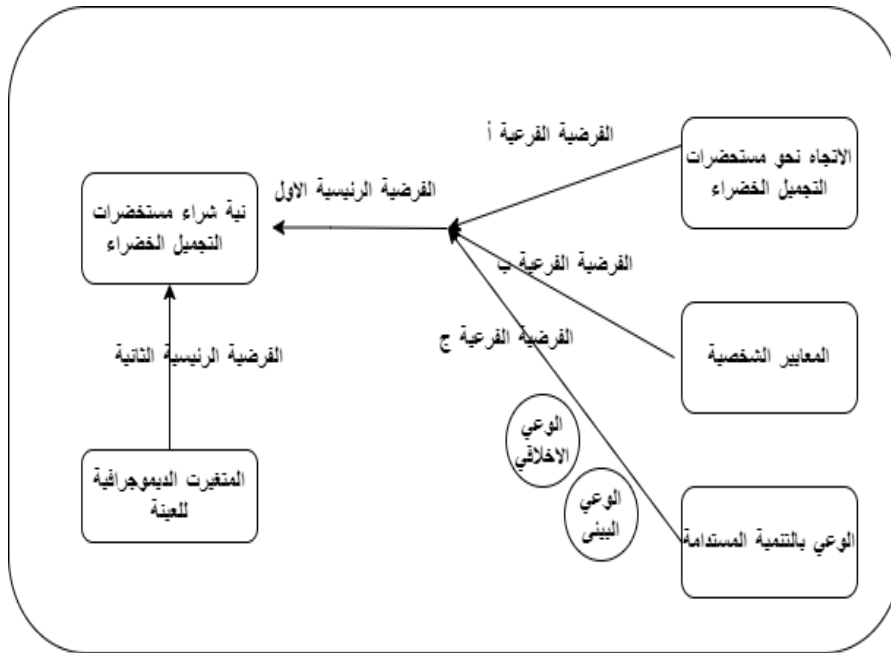 الاتجاه نحو مستحضرات
التجميل الخضراء
الفرضية الفرعية أ
الفرضية الرئيسية الاول
نية شراء مستخضرات
التجميل الخضراء
الفرضية الفرعية ب
المعايير الشخصية
الفرضية الفرعية ج
الفرضية الرئيسية الثانية
الوعي
الاخلاقي
الوعي
البيئى
الوعي بالتنمية المستدامة
المتغيرت الديموجرافية
للعينة